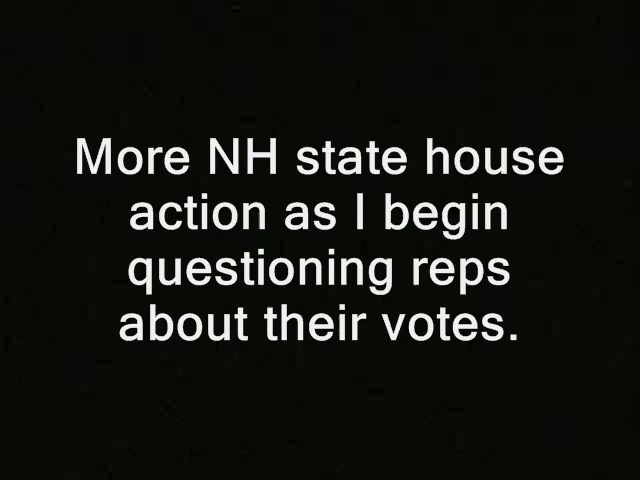 More NH state house
action as I begin
questioning reps
about their votes.